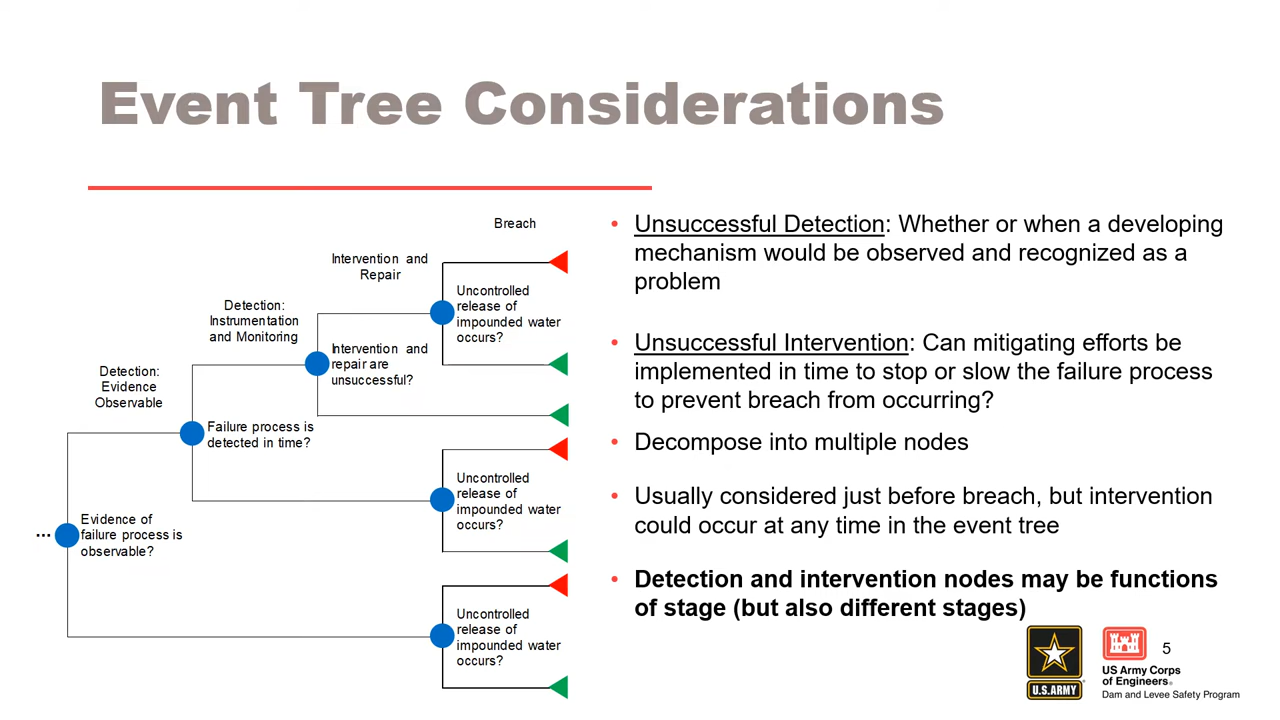 Event Tree Considerations
Breach
Intervention and
Repair
Detection:
Instrumentation
and Monitoring
Detection:
Evidence
Observable
Uncontrolled
release of
impounded water
occurs?
Intervention and
repair are
unsuccessful?
Failure process is
detected in time?
Uncontrolled
release of
impounded water
occurs?
...
Evidence of
failure process is
observable?
Uncontrolled
release of
impounded water
occurs?
• Unsuccessful Detection: Whether or when a developing
mechanism would be observed and recognized as a
problem
• Unsuccessful Intervention: Can mitigating efforts be
implemented in time to stop or slow the failure process
to prevent breach from occurring?
• Decompose into multiple nodes
• Usually considered just before breach, but intervention
could occur at any time in the event tree
• Detection and intervention nodes may be functions
of stage (but also different stages)
U.S.ARMY
5
US Army Corps
of Engineers®
Dam and Levee Safety Program